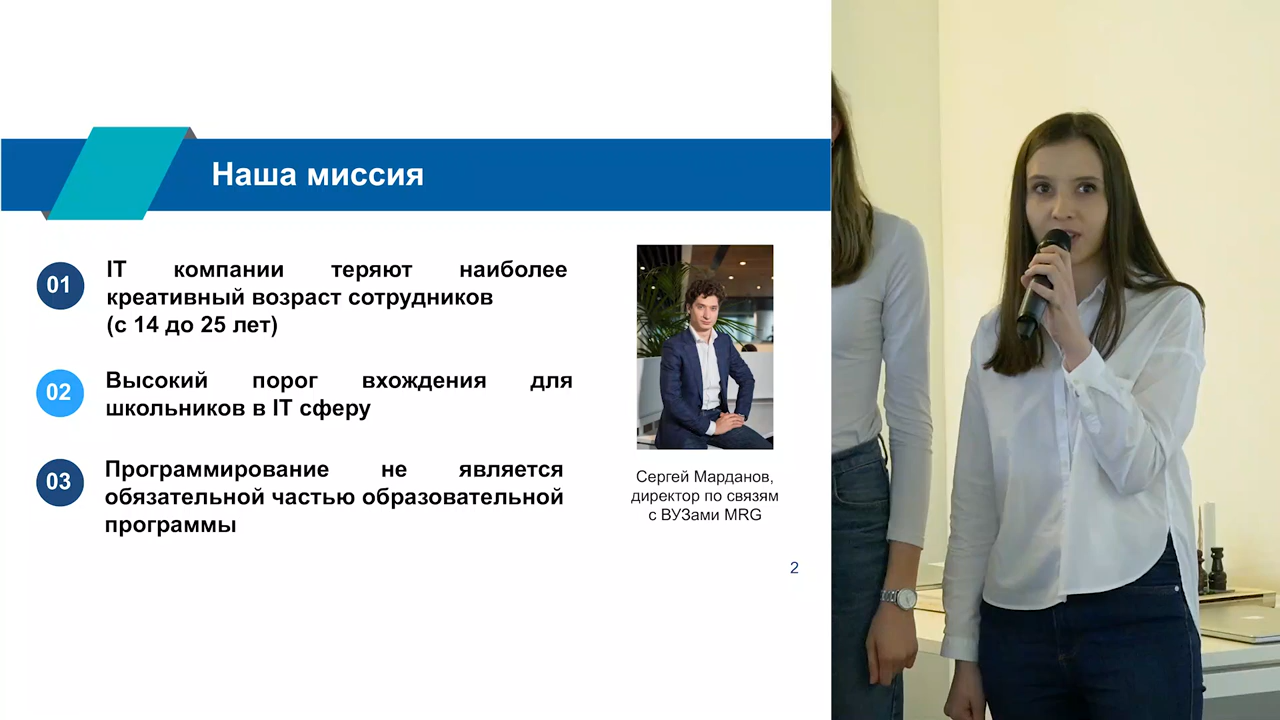 Наша миссия
01
IT компании теряют наиболее
креативный возраст сотрудников
(с 14 до 25 лет)
02
Высокий порог вхождения для
школьников в IT сферу
03
Программирование не является
обязательной частью образовательной
программы
Сергей Марданов,
директор по связям
с ВУЗами MRG
2